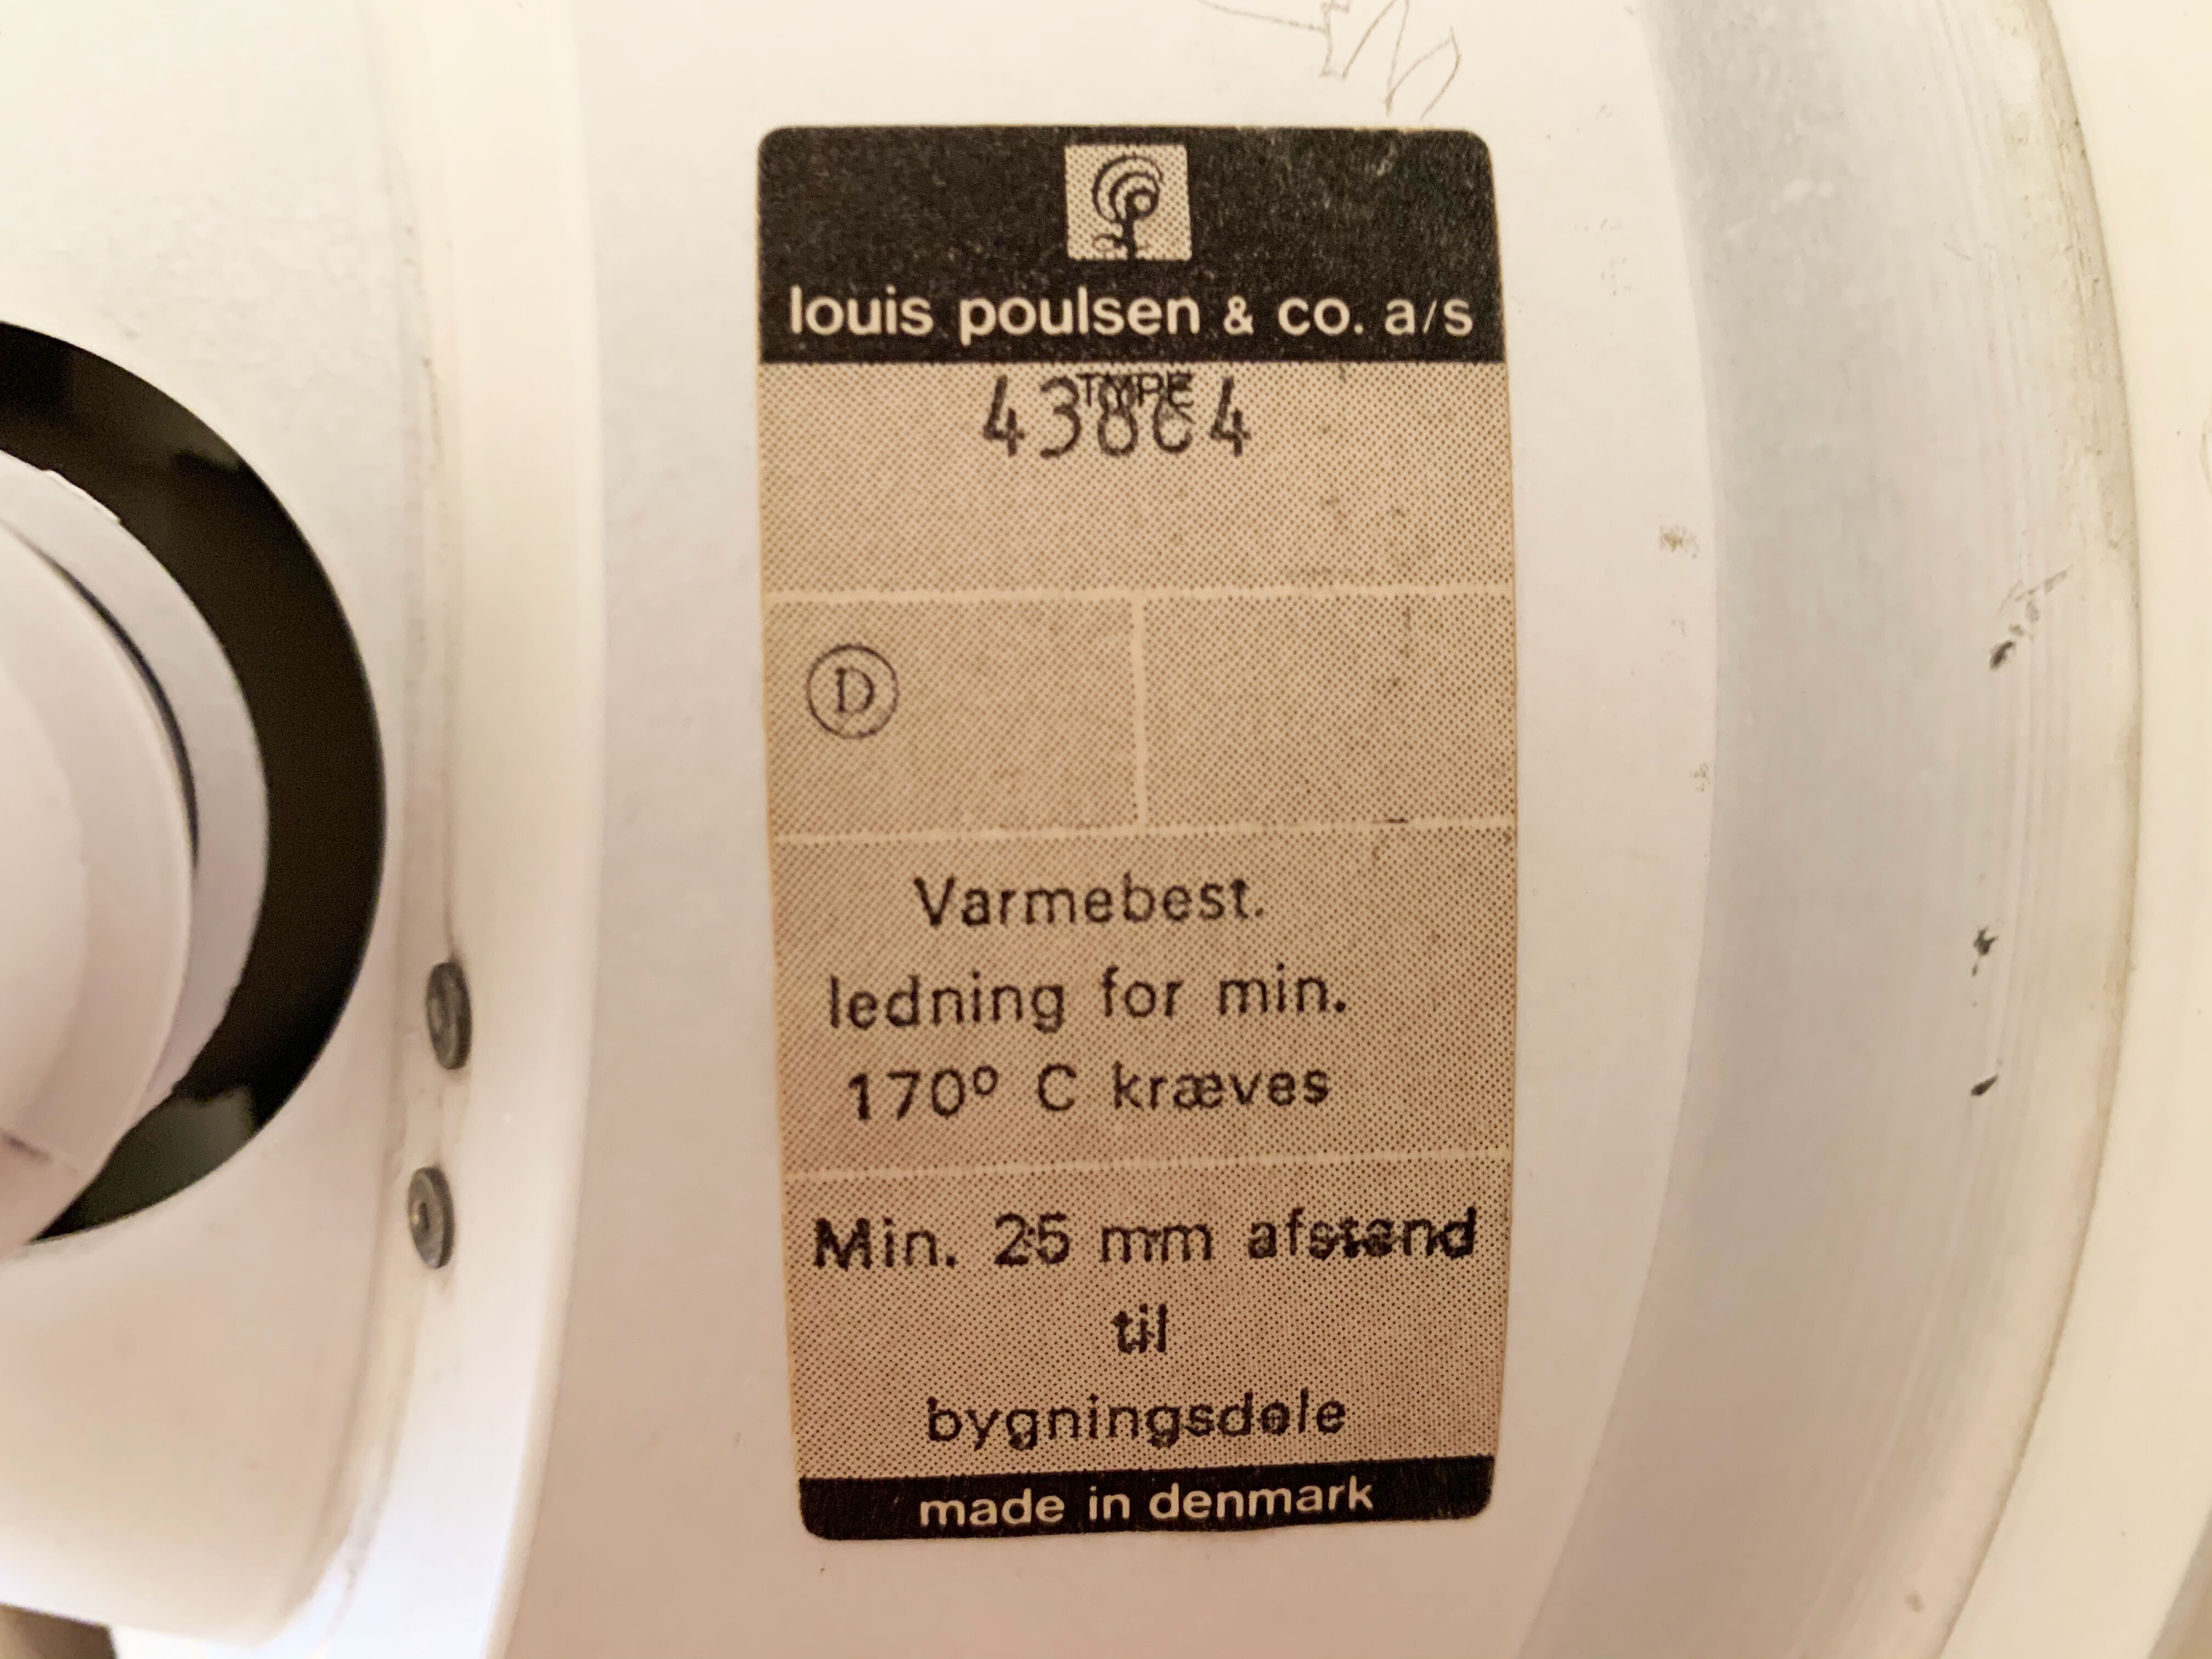 louis poulsen & co. a/s
TYPE
43864
D
Varmebest.
ledning for min.
170º C kræves
Min. 25 mm afstand
til
bygningsdele
made in denmark